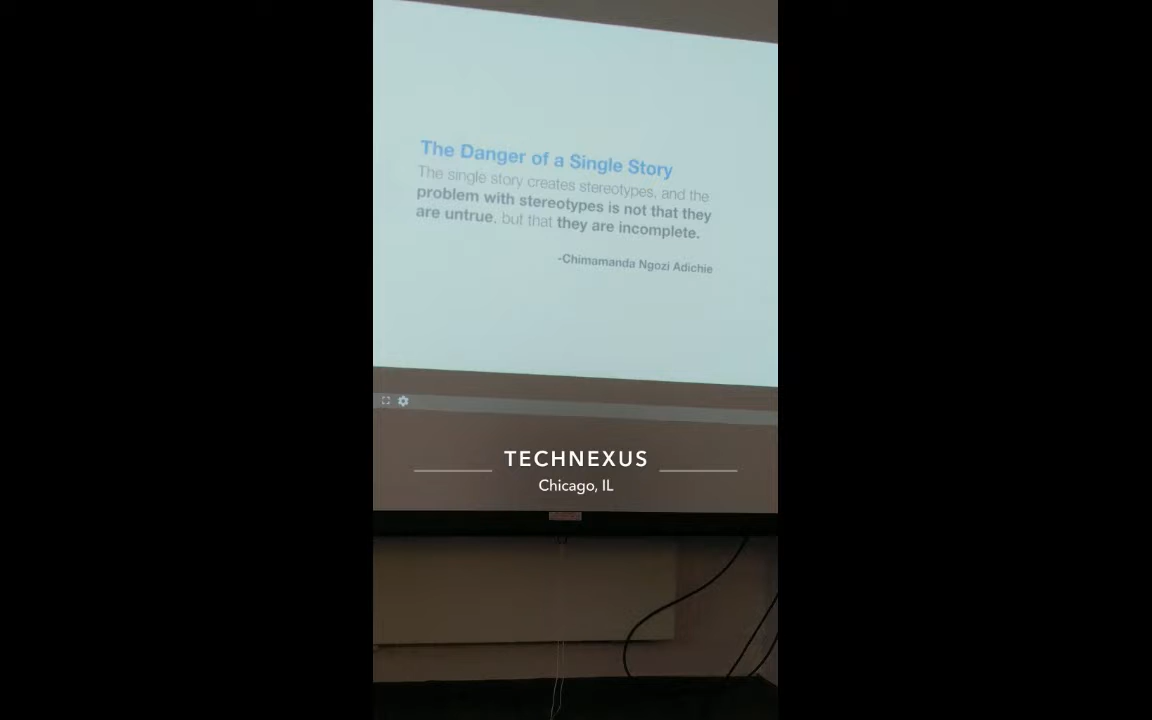 The Danger of a Single Story
The single story creates stereotypes, and the
problem with stereotypes is not that they
are untrue, but that they are incomplete.
-Chimamanda Ngozi Adichie
TECHNEXUS
Chicago, IL